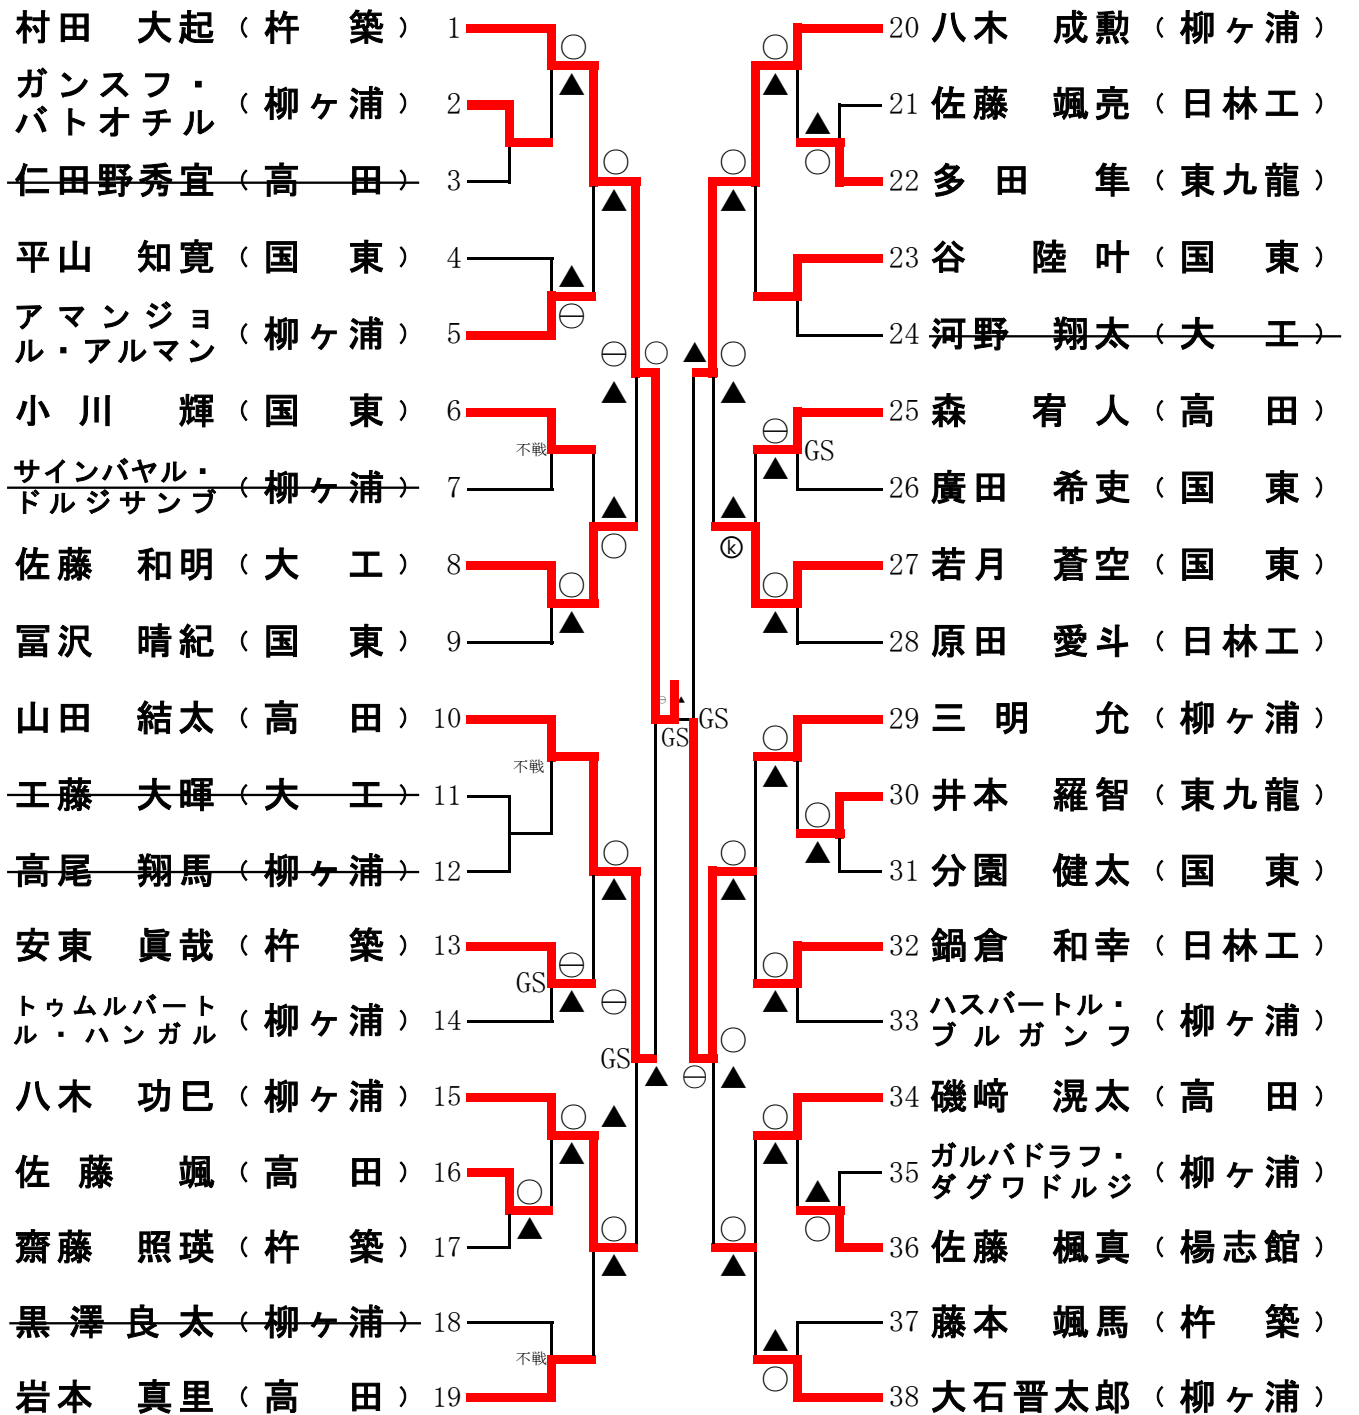 村田 大起 ( 杵 築 ) 1
ガンスフ・
バトオチル ( 柳ヶ浦 ) 2
仁田野秀宜 ( 高 田 ) 3
平山 知寛 ( 国 東 ) 4
アマンジョ
ル・アルマン ( 柳ヶ浦 ) 5
小川 輝 ( 国 東 ) 6
不戦
サインバヤル・
ドルジサンブ ( 柳ヶ浦 ) 7
佐藤 和明 ( 大 工 ) 8
冨沢 晴紀 ( 国 東 ) 9
山田 結太 ( 高 田 ) 10
不戦
工藤 大暉 ( 大 工 ) 11
高尾 翔馬 ( 柳ヶ浦 ) 12
安東 眞哉 ( 杵 築 ) 13
GS
トゥムルバート
ル・ハンガル ( 柳ヶ浦 ) 14
GS
八木 功巳 ( 柳ヶ浦 ) 15
佐藤 颯 ( 高 田 ) 16
齋藤 照瑛 ( 杵 築 ) 17
黒澤良太 ( 柳ヶ浦 ) 18
不戦
岩本 真里 ( 高 田 ) 19
GS
GS
20 八木 成勲 ( 柳ヶ浦 )
21 佐藤 颯亮 ( 日林工 )
22 多田 隼 ( 東九龍 )
23 谷 陸叶 ( 国 東 )
24 河野 翔太 ( 大 工 )
25 森 宥人 ( 高 田 )
GS
26 廣田 希吏 ( 国 東 )
k
27 若月 蒼空 ( 国 東 )
28 原田 愛斗 ( 日林工 )
29 三明 允 ( 柳ヶ浦 )
30 井本 羅智 ( 東九龍 )
31 分園 健太 ( 国 東 )
32 鍋倉 和幸 ( 日林工 )
33 ハスバートル・
ブルガンフ ( 柳ヶ浦 )
34 磯﨑 滉太 ( 高 田 )
35 ガルバドラフ・
ダグワドルジ ( 柳ヶ浦 )
36 佐藤 楓真 ( 楊志館 )
37 藤本 颯馬 ( 杵 築 )
38 大石晋太郎 ( 柳ヶ浦 )